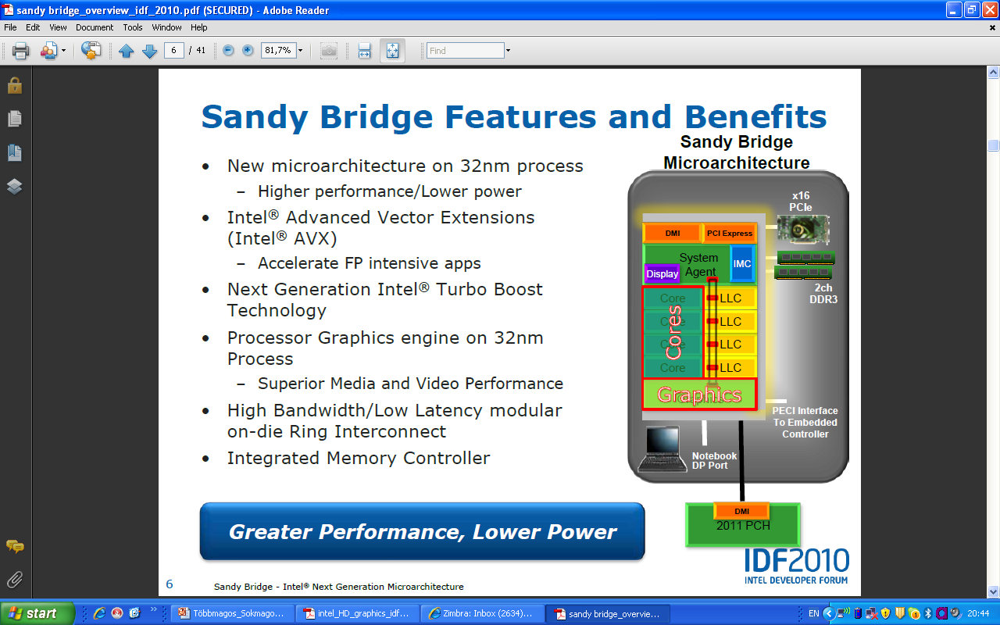 sandy bridge_overview_idf_2010.pdf (SECURED) - Adobe Reader
File Edit View Document Tools Window Help
6 / 41 81,7% Find
Sandy Bridge Features and Benefits
• New microarchitecture on 32nm process
– Higher performance/Lower power
• Intel® Advanced Vector Extensions
(Intel® AVX)
– Accelerate FP intensive apps
• Next Generation Intel® Turbo Boost
Technology
• Processor Graphics engine on 32nm
Process
– Superior Media and Video Performance
• High Bandwidth/Low Latency modular
on-die Ring Interconnect
• Integrated Memory Controller
Greater Performance, Lower Power
Sandy Bridge
Microarchitecture
x16
PCIe
DMI PCI Express
System
Agent
IMC
Display
2ch
DDR3
Core LLC
Core LLC
Core LLC
Core LLC
Cores
Graphics
PECI Interface
To Embedded
Controller
Notebook
DP Port
DMI
2011 PCH
IDF2010
INTEL DEVELOPER FORUM
6 Sandy Bridge - Intel® Next Generation Microarchitecture
start Többmagos_Sokmago... intel_HD_graphics_idf... Zimbra: Inbox (2634)... sandy bridge_overvie... EN 20:44